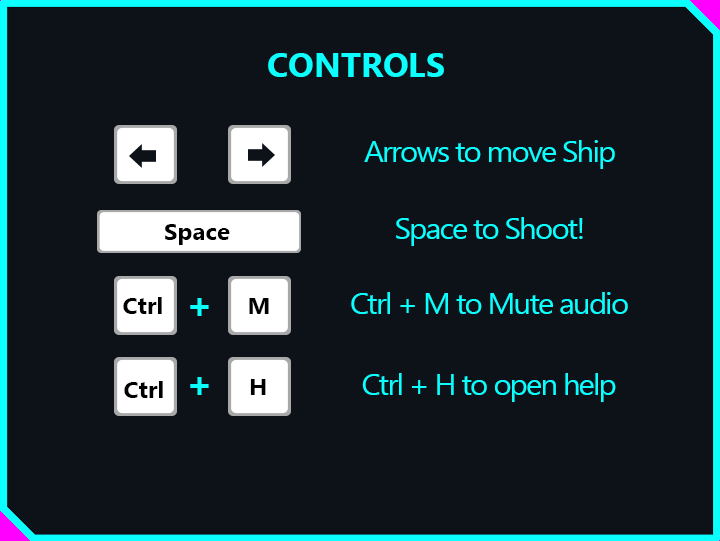 CONTROLS
Arrows to move Ship
Space Space to Shoot!
Ctrl + M Ctrl + M to Mute audio
Ctrl + H Ctrl + H to open help